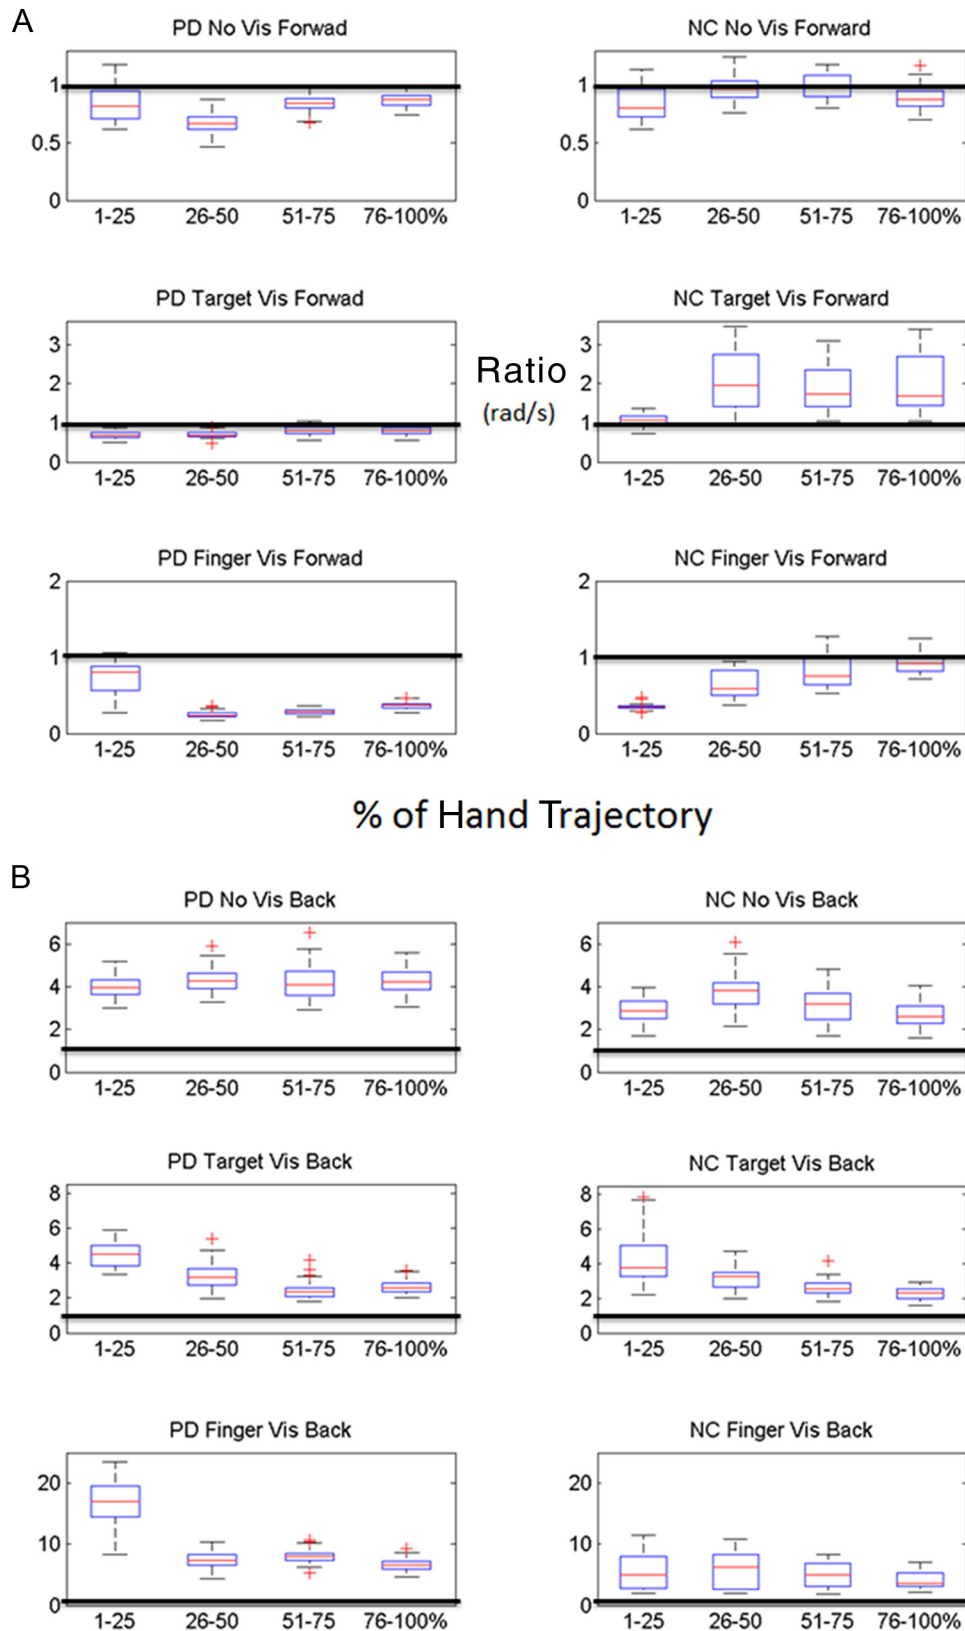 A
PD No Vis Forwad
1
0.5
0
1-25 26-50 51-75 76-100%
NC No Vis Forward
1
0.5
0
1-25 26-50 51-75 76-100%
PD Target Vis Forwad
3
2
1
0
1-25 26-50 51-75 76-100%
Ratio
(rad/s)
NC Target Vis Forward
3
2
1
0
1-25 26-50 51-75 76-100%
PD Finger Vis Forwad
2
1
0
1-25 26-50 51-75 76-100%
NC Finger Vis Forward
2
1
0
1-25 26-50 51-75 76-100%
% of Hand Trajectory
B
PD No Vis Back
6
4
2
0
1-25 26-50 51-75 76-100%
NC No Vis Back
6
4
2
0
1-25 26-50 51-75 76-100%
PD Target Vis Back
8
6
4
2
0
1-25 26-50 51-75 76-100%
NC Target Vis Back
8
6
4
2
0
1-25 26-50 51-75 76-100%
PD Finger Vis Back
20
10
0
1-25 26-50 51-75 76-100%
NC Finger Vis Back
20
10
0
1-25 26-50 51-75 76-100%